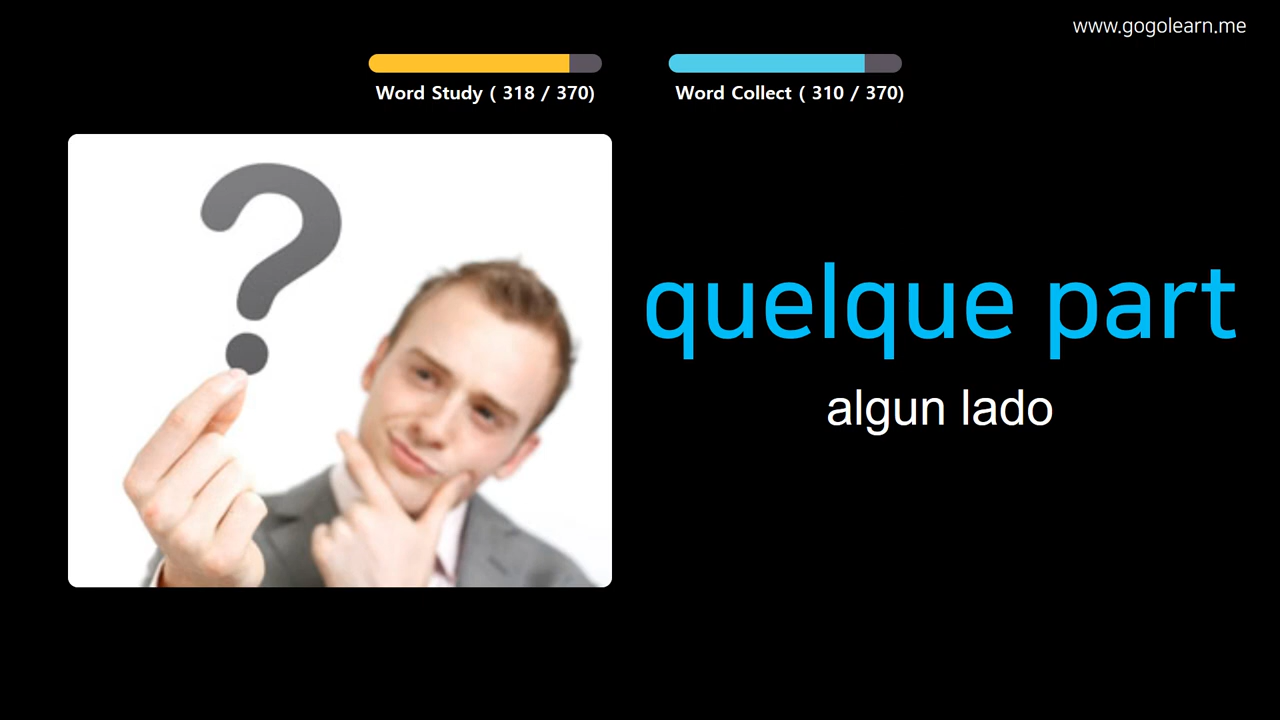 www.gogolearn.me
Word Study ( 318 / 370)
Word Collect ( 310 / 370)
?
quelque part
algun lado